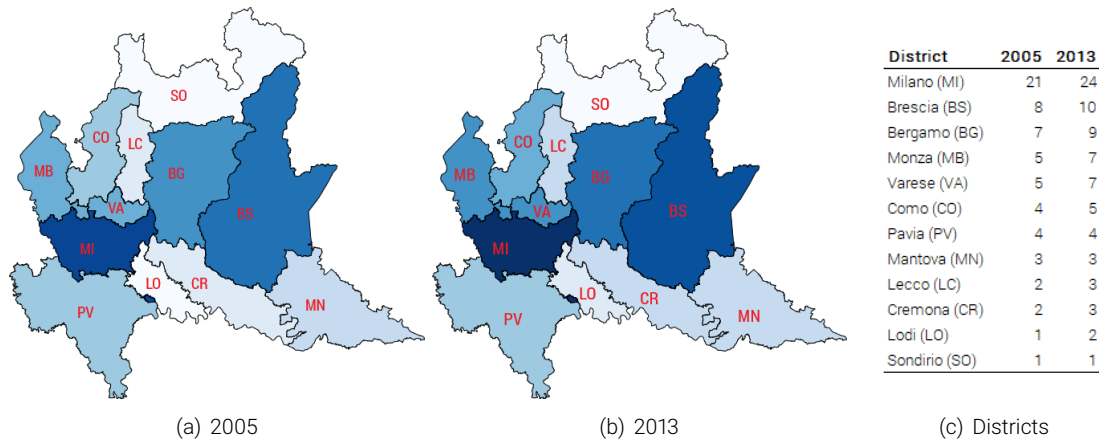 SO
CO
LC
MB
BG
VA
BS
MI
LO
CR
PV
MN
(a) 2005
SO
CO
LC
MB
BG
VA
BS
MI
LO
CR
PV
MN
(b) 2013
District 2005 2013
Milano (MI) 21 24
Brescia (BS) 8 10
Bergamo (BG) 7 9
Monza (MB) 5 7
Varese (VA) 5 7
Como (CO) 4 5
Pavia (PV) 4 4
Mantova (MN) 3 3
Lecco (LC) 2 3
Cremona (CR) 2 3
Lodi (LO) 1 2
Sondirio (SO) 1 1
(c) Districts